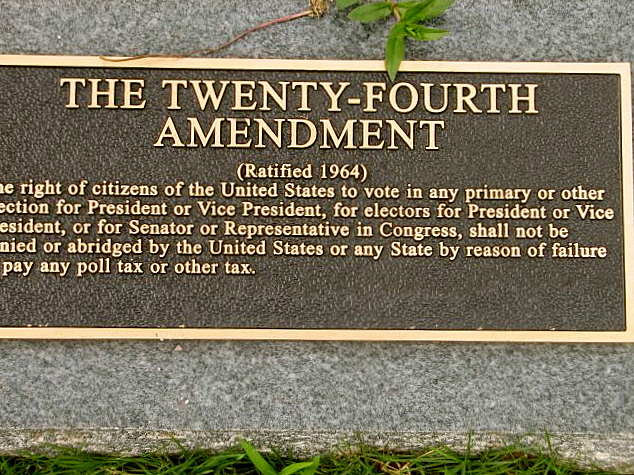 THE TWENTY-FOURTH
AMENDMENT
(Ratified 1964)
he right of citizens of the United States to vote in any primary or other
ection for President or Vice President, for electors for President or Vice
esident, or for Senator or Representative in Congress, shall not be
nied or abridged by the United States or any State by reason of failure
pay any poll tax or other tax.